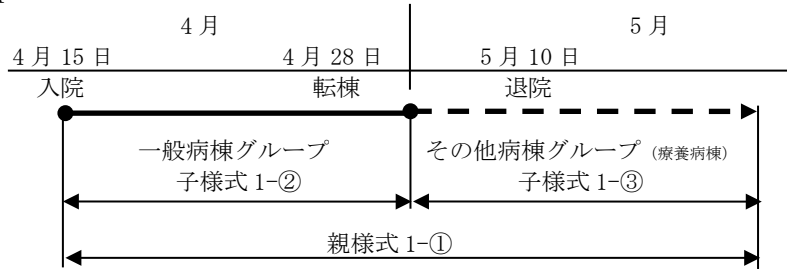 4月 5月
4月15日 4月28日 5月10日
入院 転棟 退院
一般病棟グループ その他病棟グループ（療養病棟）
子様式1-② 子様式1-③
親様式1-①